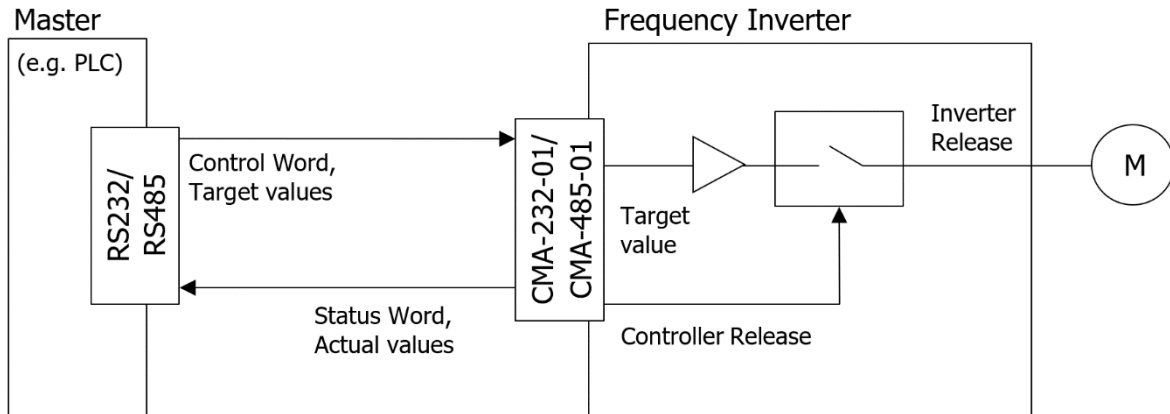 Master
(e.g. PLC)
RS232/
RS485
Control Word,
Target values
Status Word,
Actual values
CMA-232-01/
CMA-485-01
Frequency Inverter
Target
value
Controller Release
Inverter
Release
M